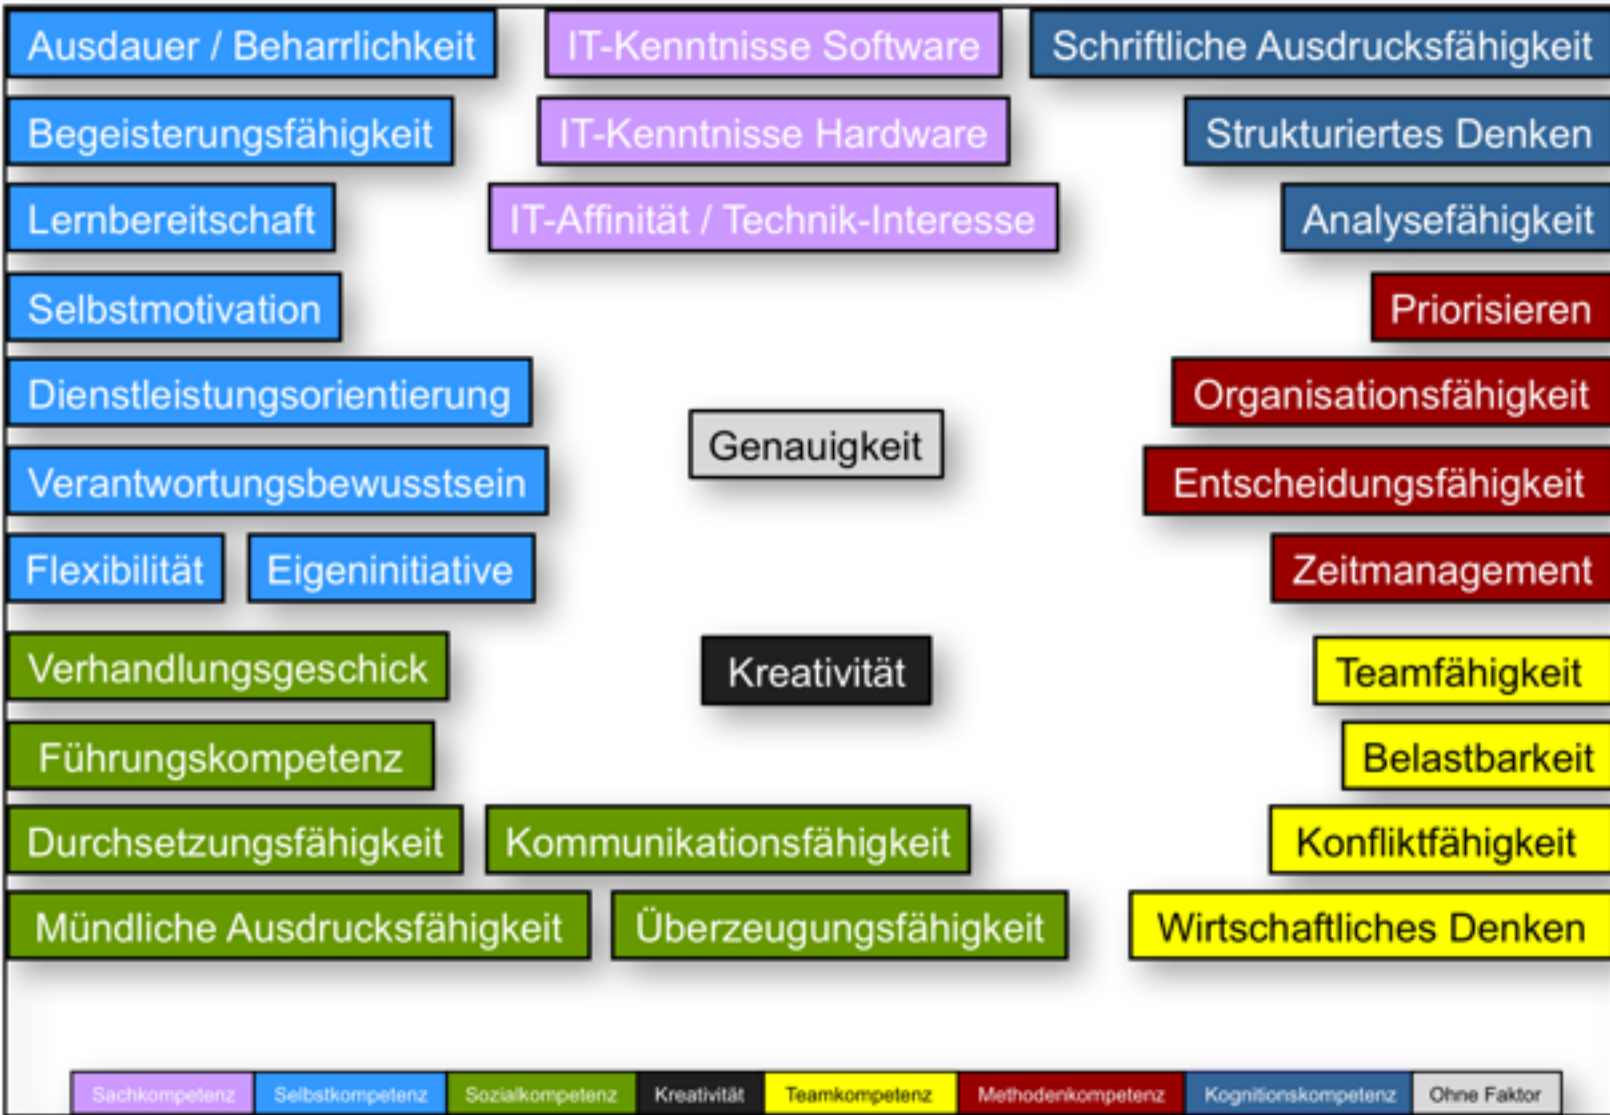 Ausdauer / Beharrlichkeit
IT-Kenntnisse Software
Schriftliche Ausdrucksfähigkeit
Begeisterungsfähigkeit
IT-Kenntnisse Hardware
Strukturiertes Denken
Lernbereitschaft
IT-Affinität / Technik-Interesse
Analysefähigkeit
Selbstmotivation
Priorisieren
Dienstleistungsorientierung
Organisationsfähigkeit
Genauigkeit
Verantwortungsbewusstsein
Entscheidungsfähigkeit
Flexibilität
Eigeninitiative
Zeitmanagement
Verhandlungsgeschick
Kreativität
Teamfähigkeit
Führungskompetenz
Belastbarkeit
Durchsetzungsfähigkeit
Kommunikationsfähigkeit
Konfliktfähigkeit
Mündliche Ausdrucksfähigkeit
Überzeugungsfähigkeit
Wirtschaftliches Denken
Sachkompetenz
Selbstkompetenz
Sozialkompetenz
Kreativität
Teamkompetenz
Methodenkompetenz
Kognitionskompetenz
Ohne Faktor